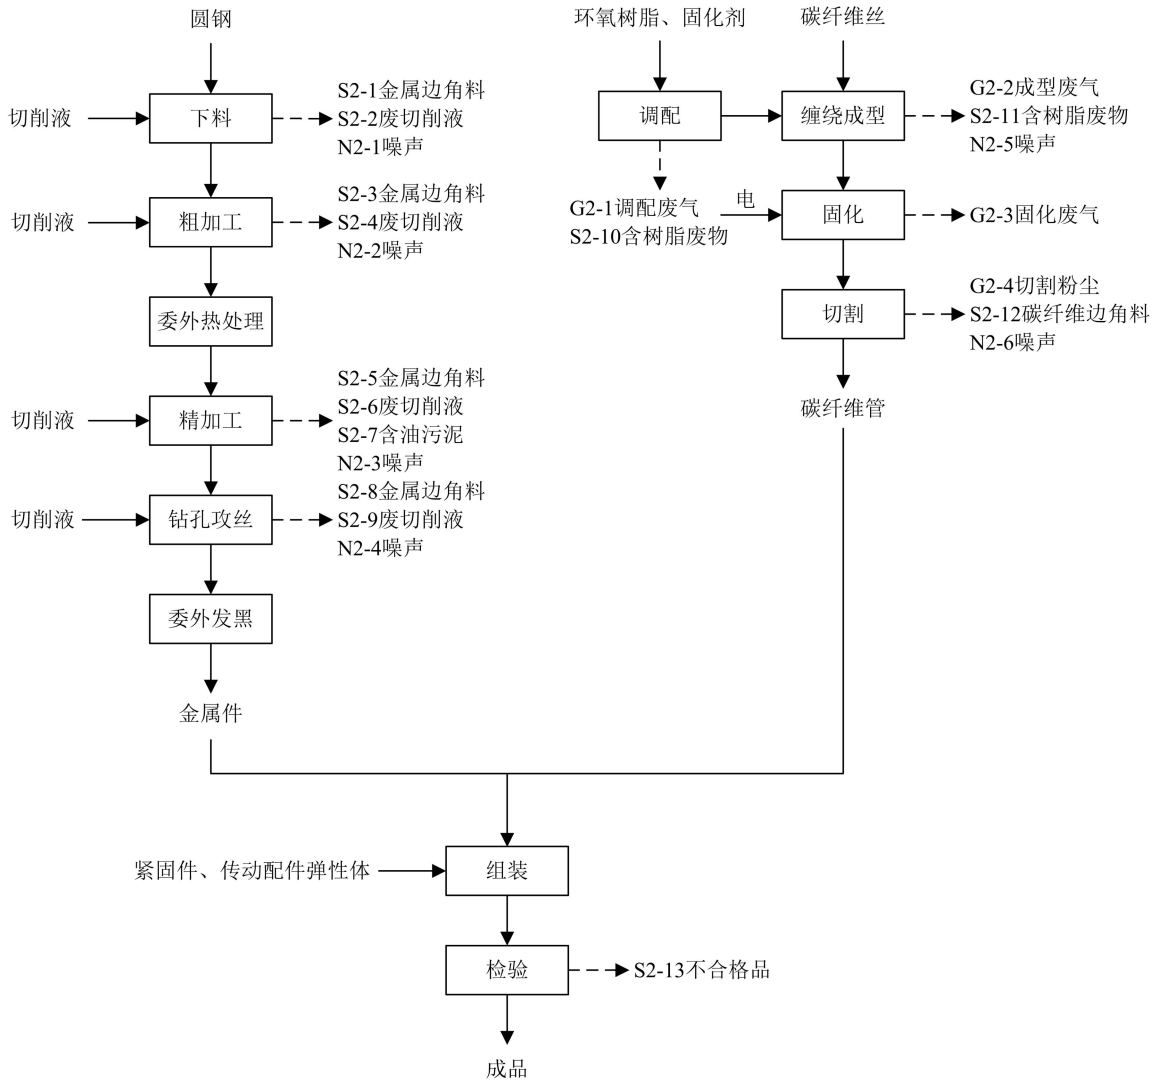 圆钢
环氧树脂、固化剂
碳纤维丝
切削液
下料
S2-1金属边角料
S2-2废切削液
N2-1噪声
调配
缠绕成型
G2-2成型废气
S2-11含树脂废物
N2-5噪声
切削液
粗加工
S2-3金属边角料
S2-4废切削液
N2-2噪声
G2-1调配废气
S2-10含树脂废物
电
固化
G2-3固化废气
委外热处理
切割
G2-4切割粉尘
S2-12碳纤维边角料
N2-6噪声
切削液
精加工
S2-5金属边角料
S2-6废切削液
S2-7含油污泥
N2-3噪声
碳纤维管
切削液
钻孔攻丝
S2-8金属边角料
S2-9废切削液
N2-4噪声
委外发黑
金属件
紧固件、传动配件弹性体
组装
检验
S2-13不合格品
成品